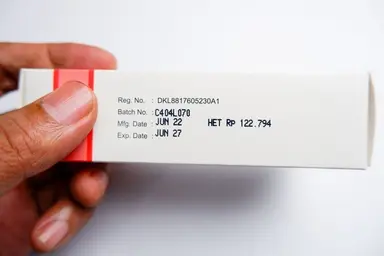 Reg. No. : DKL8817605230A1
Batch No. : C404L070
Mfg. Date : JUN 22 HET Rp 122.794
Exp. Date : JUN 27